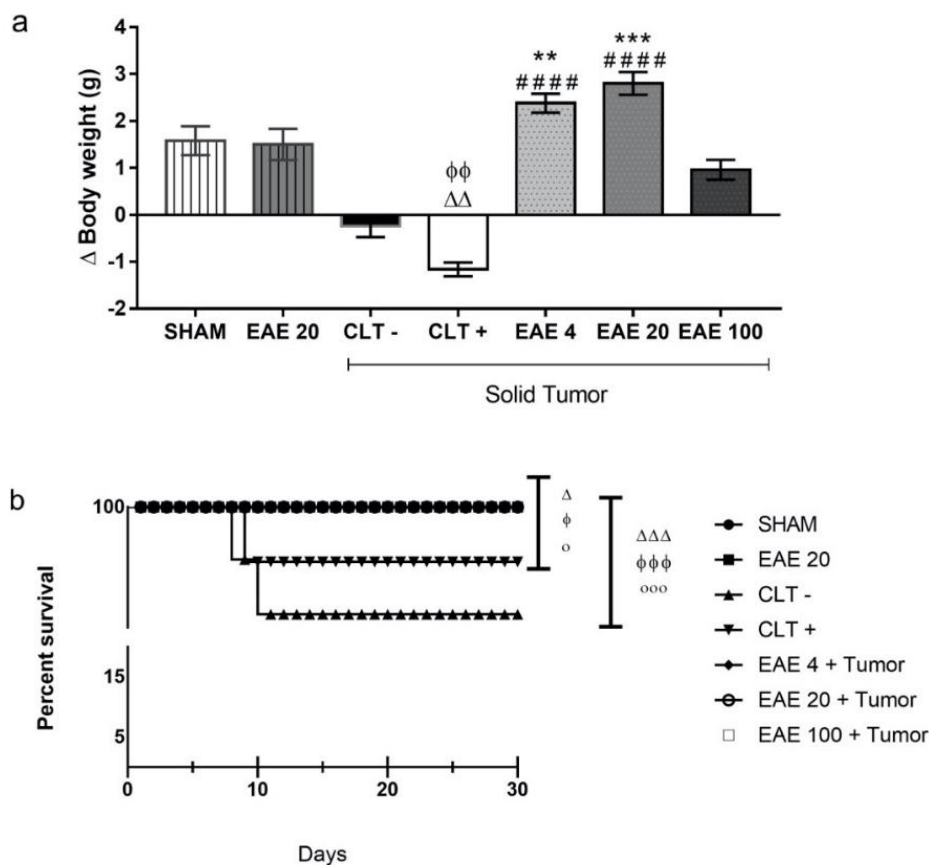 a
Δ Body weight (g)
4
3
2
1
0
-1
-2
**
####
***
####
ϕϕ
ΔΔ
SHAM EAE 20 CLT - CLT + EAE 4 EAE 20 EAE 100
Solid Tumor
b
Percent survival
100
15
5
0 10 20 30
Days
Δ
ϕ
o
ΔΔΔ
ϕϕϕ
ooo
SHAM
EAE 20
CLT -
CLT +
EAE 4 + Tumor
EAE 20 + Tumor
EAE 100 + Tumor